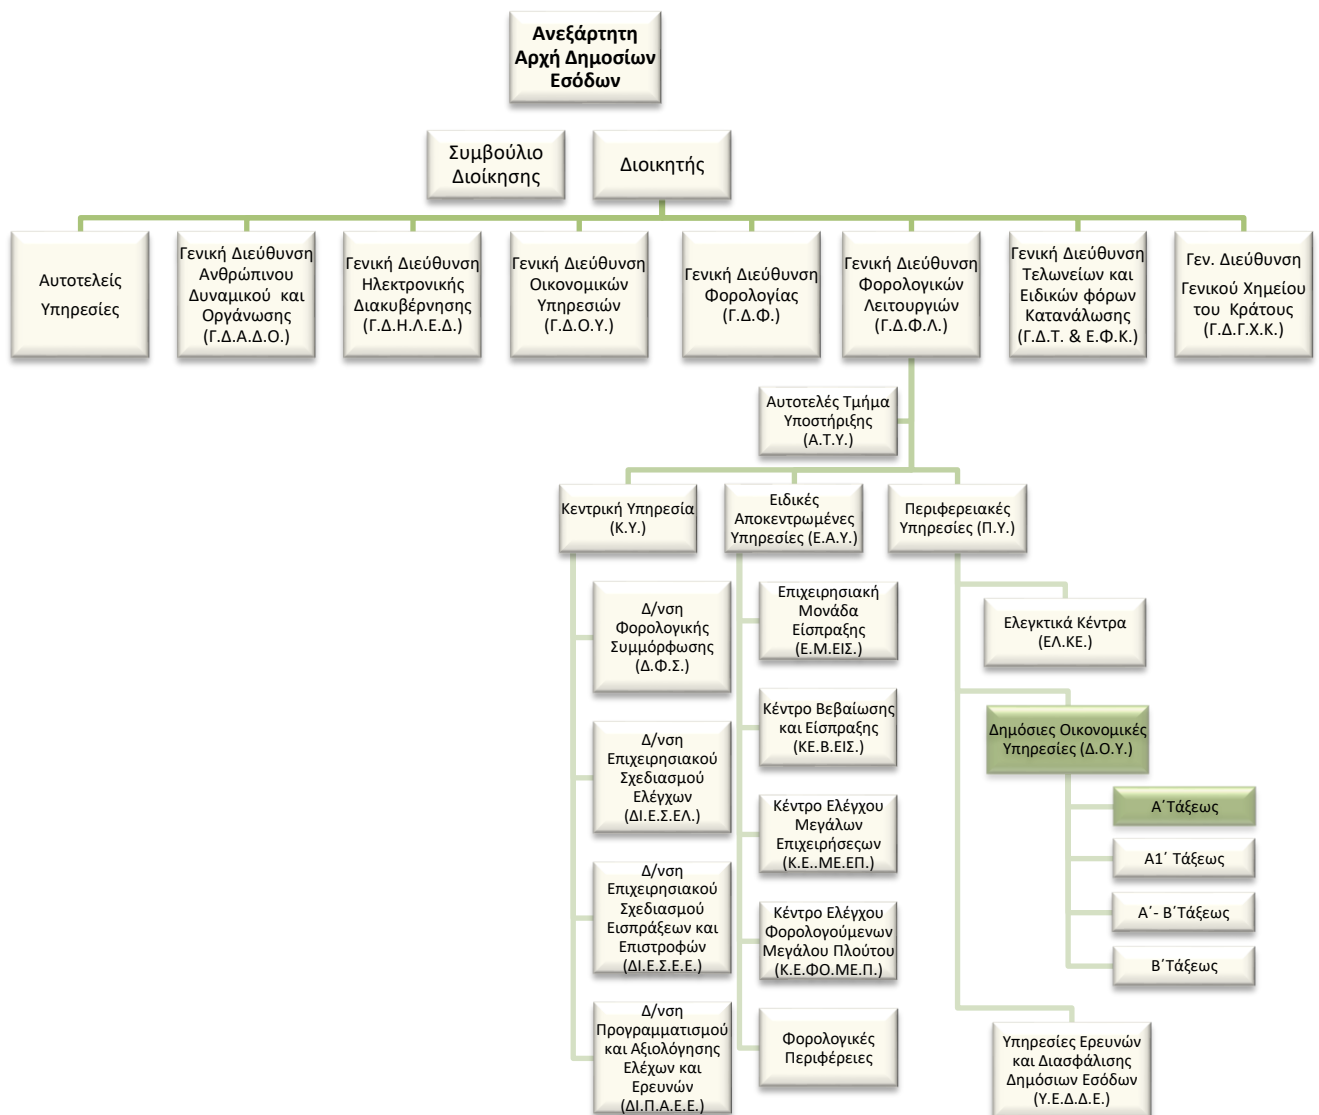 Ανεξάρτητη
Αρχή Δημοσίων
Εσόδων
Συμβούλιο
Διοίκησης
Διοικητής
Αυτοτελείς
Υπηρεσίες
Γενική Διεύθυνση
Ανθρώπινου
Δυναμικού και
Οργάνωσης
(Γ.Δ.Α.Δ.Ο.)
Γενική Διεύθυνση
Ηλεκτρονικής
Διακυβέρνησης
(Γ.Δ.Η.Λ.Ε.Δ.)
Γενική Διεύθυνση
Οικονομικών
Υπηρεσιών
(Γ.Δ.Ο.Υ.)
Γενική Διεύθυνση
Φορολογίας
(Γ.Δ.Φ.)
Γενική Διεύθυνση
Φορολογικών
Λειτουργιών
(Γ.Δ.Φ.Λ.)
Γενική Διεύθυνση
Τελωνείων και
Ειδικών φόρων
Κατανάλωσης
(Γ.Δ.Τ. & Ε.Φ.Κ.)
Γεν. Διεύθυνση
Γενικού Χημείου
του Κράτους
(Γ.Δ.Γ.Χ.Κ.)
Αυτοτελές Τμήμα
Υποστήριξης
(Α.Τ.Υ.)
Κεντρική Υπηρεσία
(Κ.Υ.)
Ειδικές
Αποκεντρωμένες
Υπηρεσίες (Ε.Α.Υ.)
Περιφερειακές
Υπηρεσίες (Π.Υ.)
Δ/νση
Φορολογικής
Συμμόρφωσης
(Δ.Φ.Σ.)
Δ/νση
Επιχειρησιακού
Σχεδιασμού
Ελέγχων
(ΔΙ.Ε.Σ.ΕΛ.)
Δ/νση
Επιχειρησιακού
Σχεδιασμού
Εισπράξεων και
Επιστροφών
(ΔΙ.Ε.Σ.Ε.Ε.)
Δ/νση
Προγραμματισμού
και Αξιολόγησης
Ελέχων και
Ερευνών
(ΔΙ.Π.Α.Ε.Ε.)
Επιχειρησιακή
Μονάδα
Είσπραξης
(Ε.Μ.ΕΙΣ.)
Κέντρο Βεβαίωσης
και Είσπραξης
(ΚΕ.Β.ΕΙΣ.)
Κέντρο Ελέγχου
Μεγάλων
Επιχειρήσεςων
(Κ.Ε..ΜΕ.ΕΠ.)
Κέντρο Ελέγχου
Φορολογούμενων
Μεγάλου Πλούτου
(Κ.Ε.ΦΟ.ΜΕ.Π.)
Φορολογικές
Περιφέρειες
Ελεγκτικά Κέντρα
(ΕΛ.ΚΕ.)
Δημόσιες Οικονομικές
Υπηρεσίες (Δ.Ο.Υ.)
Α΄Τάξεως
Α1΄ Τάξεως
Α΄- Β΄Τάξεως
Β΄Τάξεως
Υπηρεσίες Ερευνών
και Διασφάλισης
Δημόσιων Εσόδων
(Υ.Ε.Δ.Δ.Ε.)